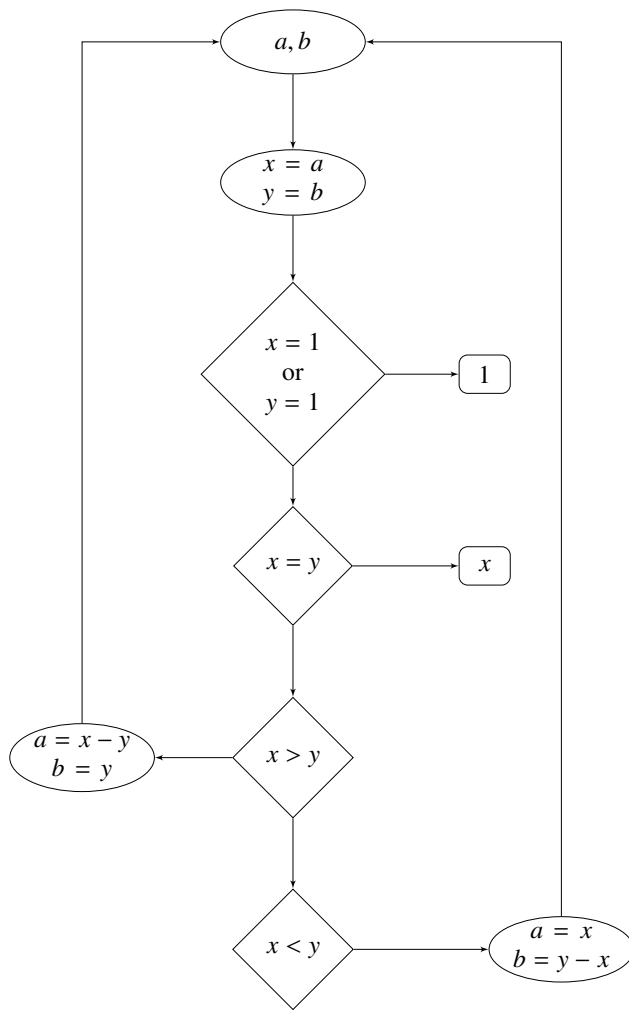 a, b
x = a
y = b
x = 1
or
y = 1
1
x = y
x
x > y
a = x − y
b = y
x < y
a = x
b = y − x